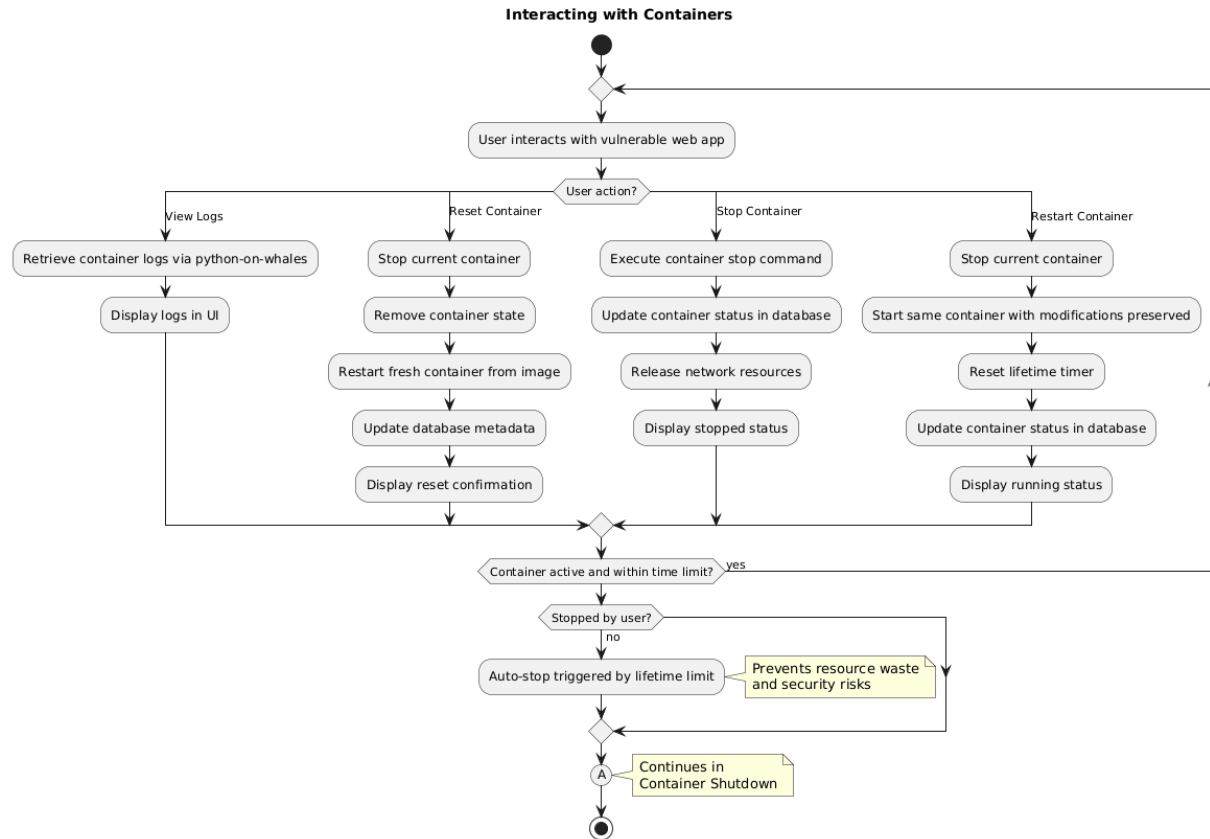 Interacting with Containers
User interacts with vulnerable web app
User action?
View Logs
Reset Container
Stop Container
Restart Container
Retrieve container logs via python-on-whales
Display logs in UI
Stop current container
Remove container state
Restart fresh container from image
Update database metadata
Display reset confirmation
Execute container stop command
Update container status in database
Release network resources
Display stopped status
Stop current container
Start same container with modifications preserved
Reset lifetime timer
Update container status in database
Display running status
Container active and within time limit?
yes
Stopped by user?
no
Auto-stop triggered by lifetime limit
Prevents resource waste
and security risks
A
Continues in
Container Shutdown